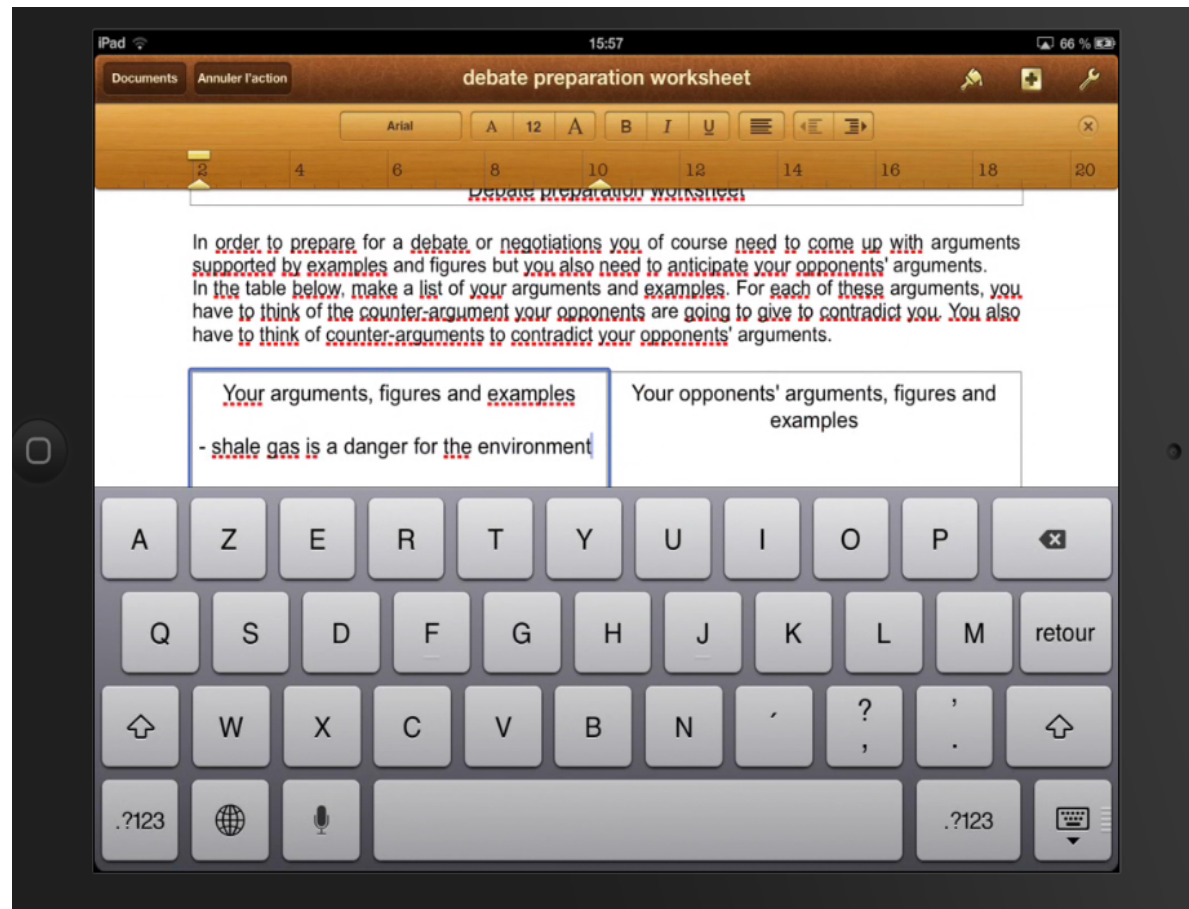 iPad 15:57 66 %
Documents Annuler l'action debate preparation worksheet
Arial A 12 A B I U
2 4 6 8 10 12 14 16 18 20
Debate preparation worksheet
In order to prepare for a debate or negotiations you of course need to come up with arguments
supported by examples and figures but you also need to anticipate your opponents' arguments.
In the table below, make a list of your arguments and examples. For each of these arguments, you
have to think of the counter-argument your opponents are going to give to contradict you. You also
have to think of counter-arguments to contradict your opponents' arguments.
Your arguments, figures and examples
- shale gas is a danger for the environment
Your opponents' arguments, figures and
examples
A Z E R T Y U I O P
Q S D F G H J K L M retour
W X C V B N ´ ? , ' .
.?123 .?123